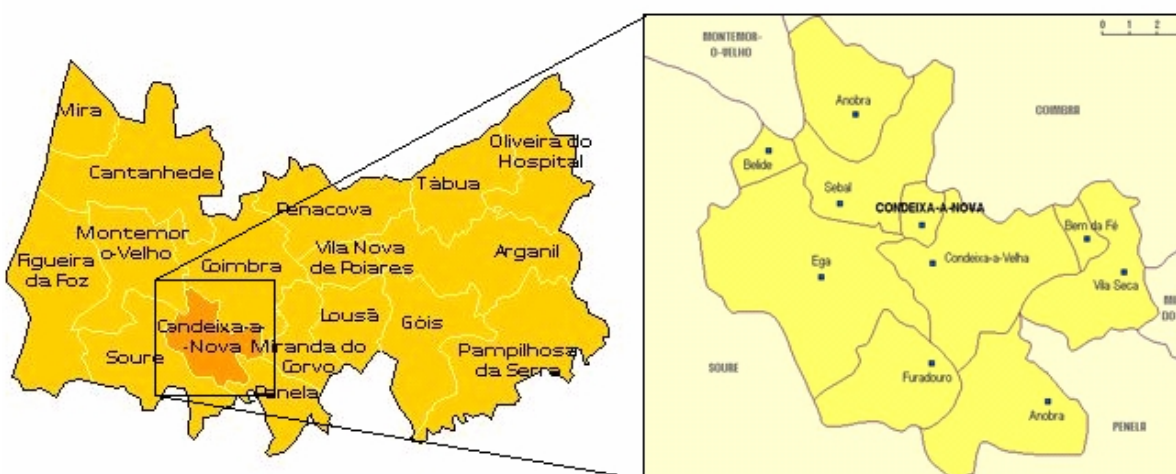 Mira
Cantanhede
Oliveira do
Hospital
Tábua
Penacova
Montemor
o-Velho
Vila Nova
de Poiares
Arganil
Figueira
da Foz
Coimbra
Lousã
Góis
Condeixa-a-
-Nova
Soure
Miranda do
Corvo
Pampilhosa
da Serra
Penela
MONTEMOR-
O-VELHO
0 1 2
Anobra
COIMBRA
Belide
Sebal
CONDEIXA-A-NOVA
Bem da Fé
Ega
Condeixa-a-Velha
Vila Seca
SOURE
Furadouro
Anobra
PENELA